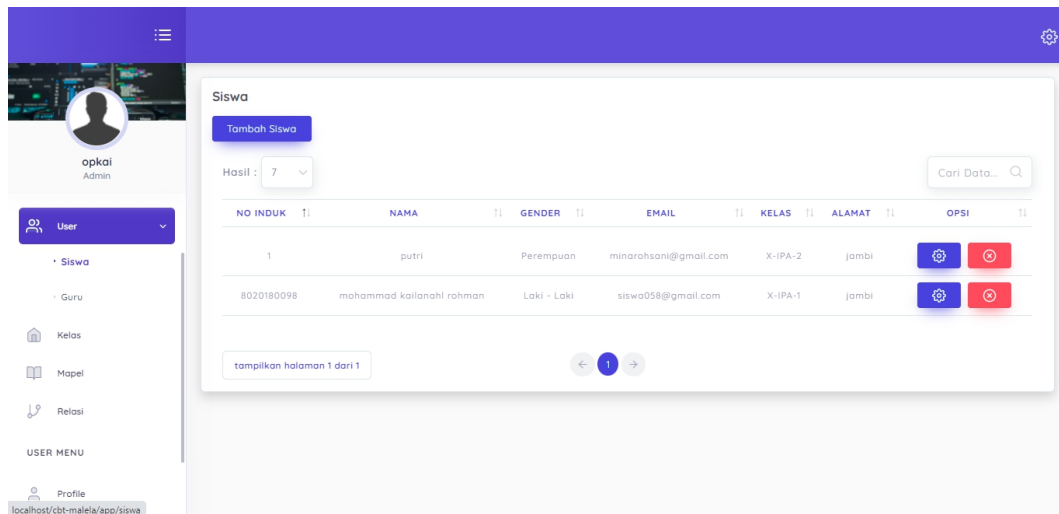 opkai
Admin
User
Siswa
Guru
Kelas
Mapel
Relasi
USER MENU
Profile
localhost/cbt-malela/app/siswa
Siswa
Tambah Siswa
Hasil : 7
Cari Data...
NO INDUK NAMA GENDER EMAIL KELAS ALAMAT OPSI
1 putri Perempuan minarohsani@gmail.com X-IPA-2 jambi
8020180098 mohammad kailanahl rohman Laki - Laki siswa058@gmail.com X-IPA-1 jambi
tampilkan halaman 1 dari 1
1